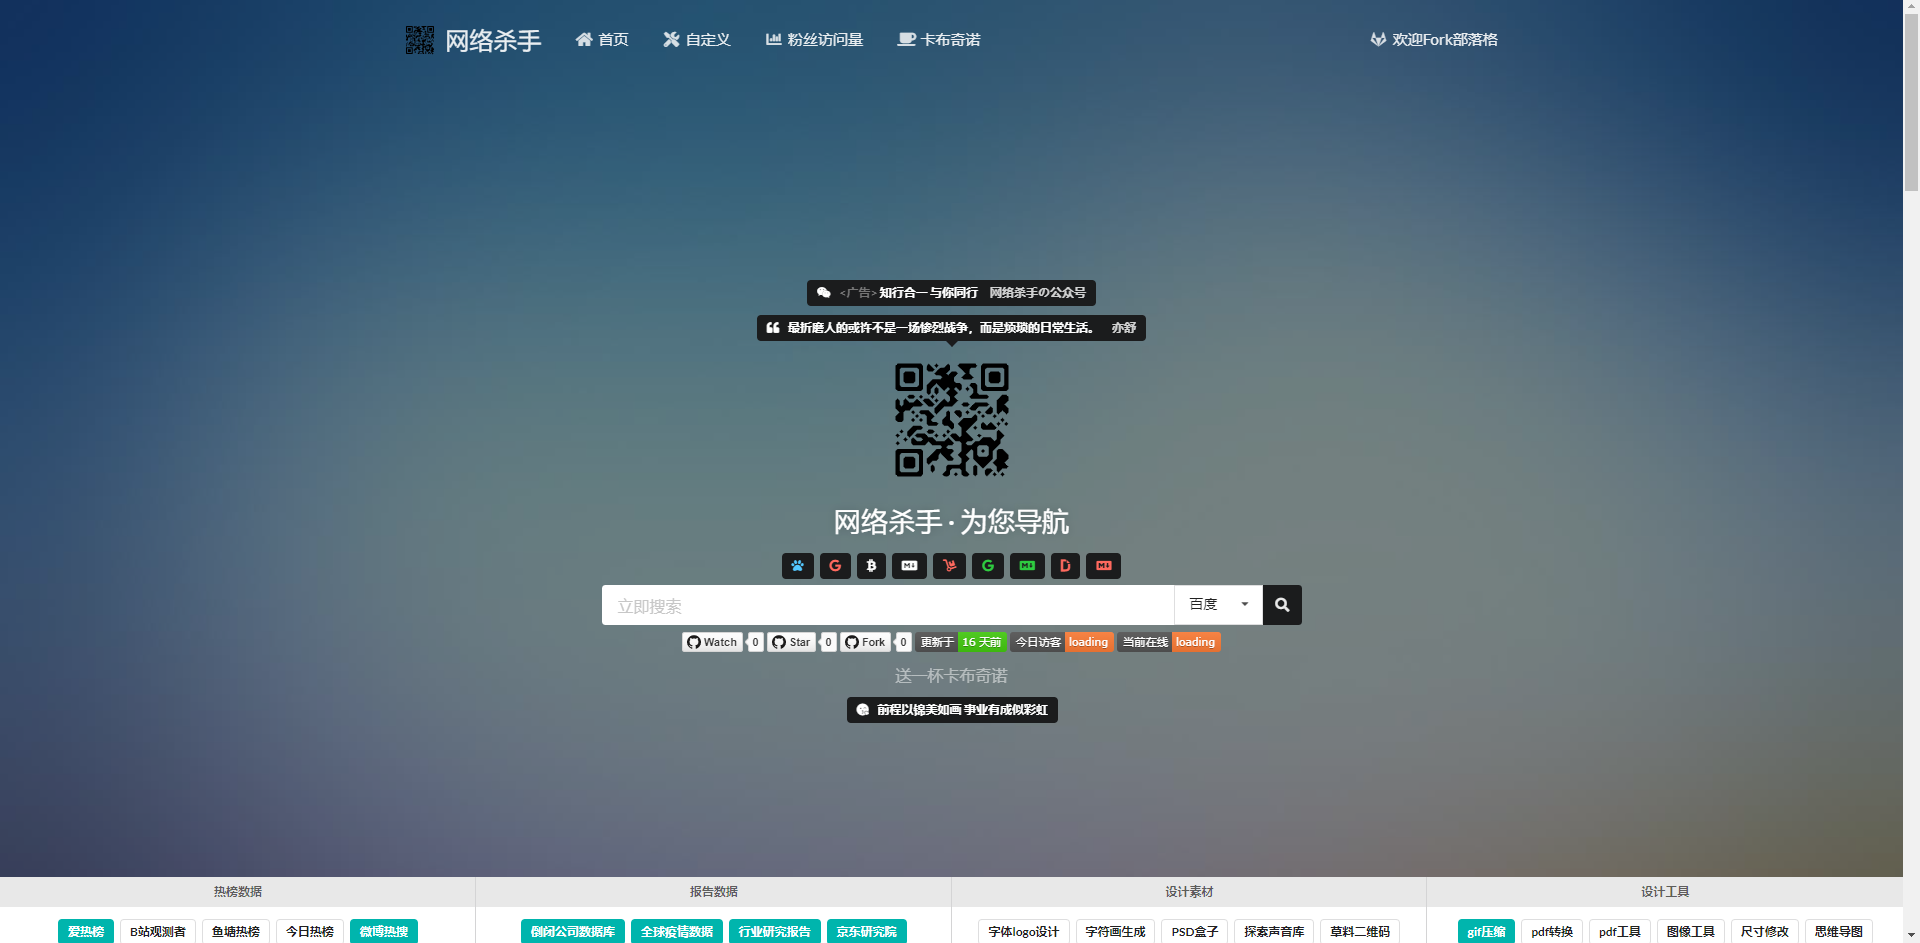 网络杀手 首页 自定义 粉丝访问量 卡布奇诺 欢迎Fork部落格
<广告> 知行合一 与你同行 网络杀手の公众号
最折磨人的或许不是一场惨烈战争，而是烦琐的日常生活。 亦舒
网络杀手 · 为您导航
立即搜索 百度
Watch 0 Star 0 Fork 0 更新于 16 天前 今日访客 loading 当前在线 loading
送一杯卡布奇诺
前程以锦美如画 事业有成似彩虹
热榜数据 报告数据 设计素材 设计工具
爱热榜 B站观测者 鱼塘热榜 今日热榜 微博热搜 倒闭公司数据库 全球疫情数据 行业研究报告 京东研究院 字体logo设计 字符画生成 PSD盒子 探索声音库 草料二维码 gif压缩 pdf转换 pdf工具 图像工具 尺寸修改 思维导图